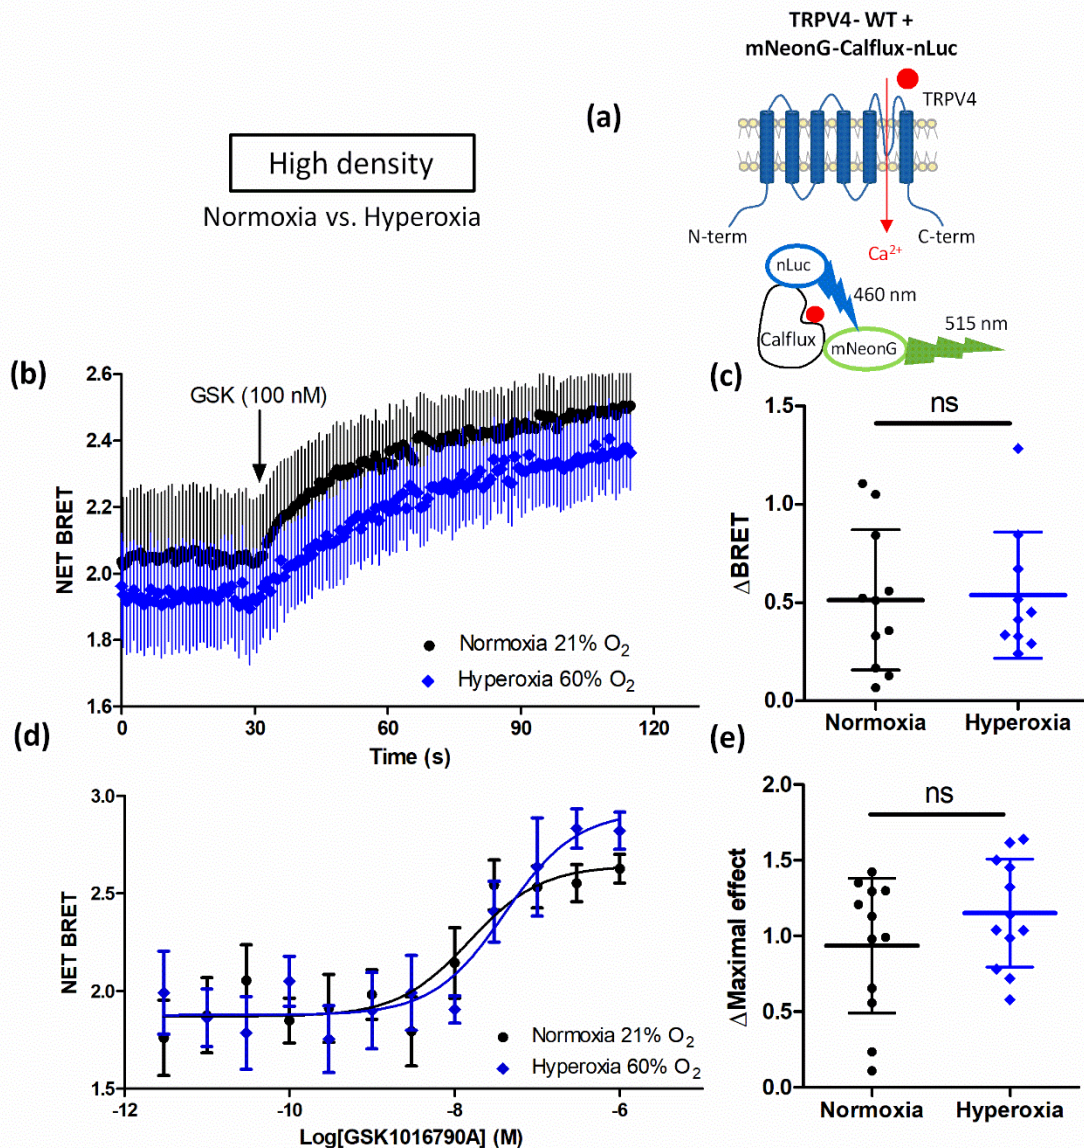 TRPV4- WT +
mNeonG-Calflux-nLuc
(a)
TRPV4
High density
Normoxia vs. Hyperoxia
N-term
C-term
Ca²⁺
nLuc
460 nm
Calflux
mNeonG
515 nm
(b)
2.6
2.4
2.2
2.0
1.8
1.6
NET BRET
GSK (100 nM)
Normoxia 21% O₂
Hyperoxia 60% O₂
0 30 60 90 120
Time (s)
(c)
ns
1.5
1.0
0.5
0.0
ΔBRET
Normoxia Hyperoxia
(d)
3.0
2.5
2.0
1.5
NET BRET
Normoxia 21% O₂
Hyperoxia 60% O₂
-12 -10 -8 -6
Log[GSK1016790A] (M)
(e)
ns
2.0
1.5
1.0
0.5
0.0
ΔMaximal effect
Normoxia Hyperoxia